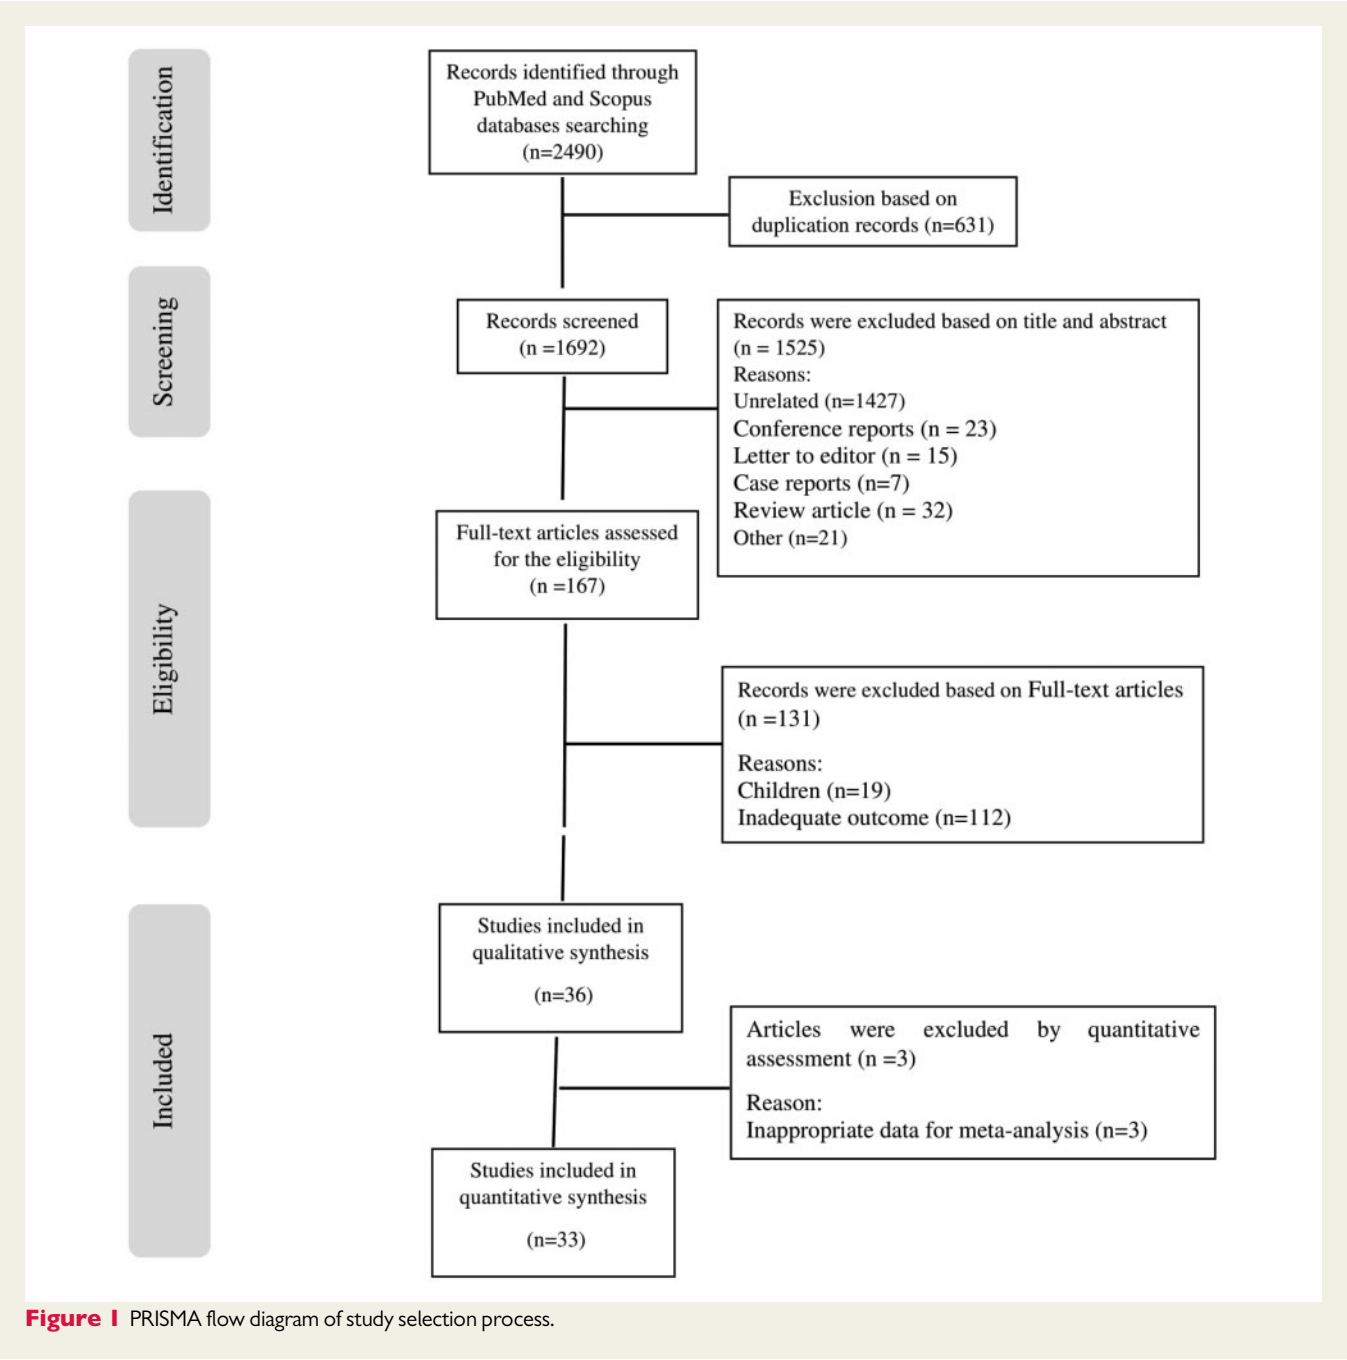 Identification
Records identified through
PubMed and Scopus
databases searching
(n=2490)
Exclusion based on
duplication records (n=631)
Screening
Records screened
(n =1692)
Records were excluded based on title and abstract
(n = 1525)
Reasons:
Unrelated (n=1427)
Conference reports (n = 23)
Letter to editor (n = 15)
Case reports (n=7)
Review article (n = 32)
Other (n=21)
Eligibility
Full-text articles assessed
for the eligibility
(n =167)
Records were excluded based on Full-text articles
(n =131)
Reasons:
Children (n=19)
Inadequate outcome (n=112)
Included
Studies included in
qualitative synthesis
(n=36)
Articles were excluded by quantitative
assessment (n =3)
Reason:
Inappropriate data for meta-analysis (n=3)
Studies included in
quantitative synthesis
(n=33)
Figure 1 PRISMA flow diagram of study selection process.